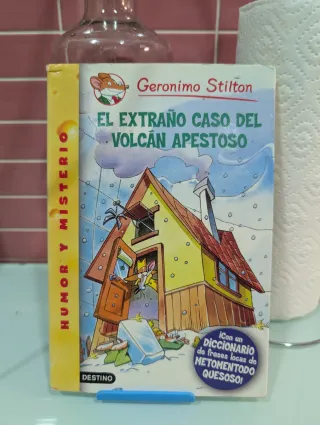 Geronimo Stilton
EL EXTRAÑO CASO DEL
VOLCÁN APESTOSO
HUMOR Y MISTERIO
¡Con un
DICCIONARIO
de frases locas de
METOMENTODO
QUESOSO!
DESTINO